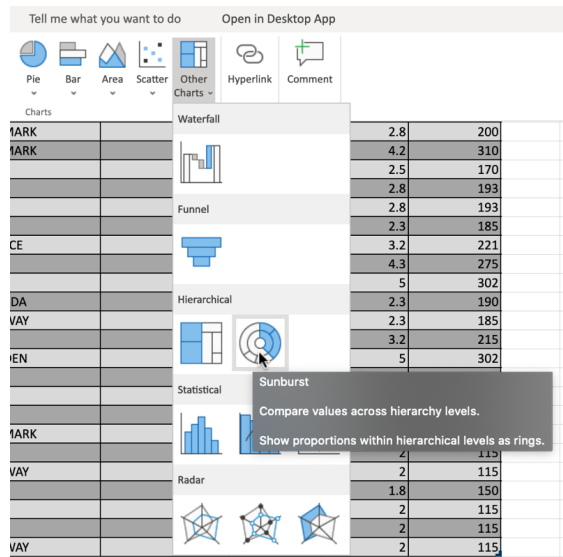 Tell me what you want to do Open in Desktop App
Pie Bar Area Scatter Other Charts Hyperlink Comment
Charts
Waterfall
MARK 2.8 200
MARK 4.2 310
2.5 170
2.8 193
Funnel 2.8 193
2.3 185
CE 3.2 221
4.3 275
5 302
Hierarchical
DA 2.3 190
WAY 2.3 185
3.2 215
DEN 5 302
Sunburst
Statistical
Compare values across hierarchy levels.
MARK
Show proportions within hierarchical levels as rings.
2 115
WAY 2 115
Radar
1.8 150
2 115
2 115
WAY 2 115